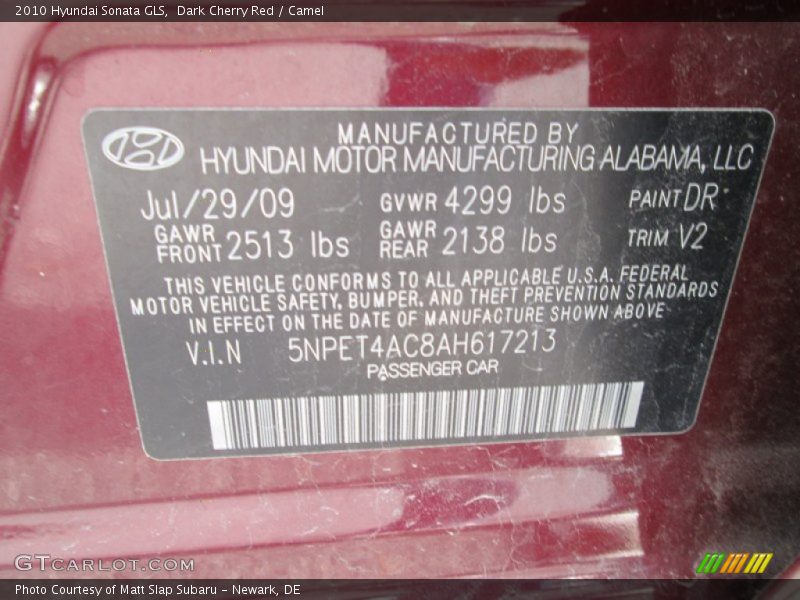 2010 Hyundai Sonata GLS, Dark Cherry Red / Camel
MANUFACTURED BY
HYUNDAI MOTOR MANUFACTURING ALABAMA, LLC
Jul/29/09 GVWR 4299 lbs PAINT DR
GAWR FRONT 2513 lbs GAWR REAR 2138 lbs TRIM V2
THIS VEHICLE CONFORMS TO ALL APPLICABLE U.S.A. FEDERAL
MOTOR VEHICLE SAFETY, BUMPER, AND THEFT PREVENTION STANDARDS
IN EFFECT ON THE DATE OF MANUFACTURE SHOWN ABOVE
V.I.N 5NPET4AC8AH617213
PASSENGER CAR
GTCARLOT.COM
Photo Courtesy of Matt Slap Subaru - Newark, DE